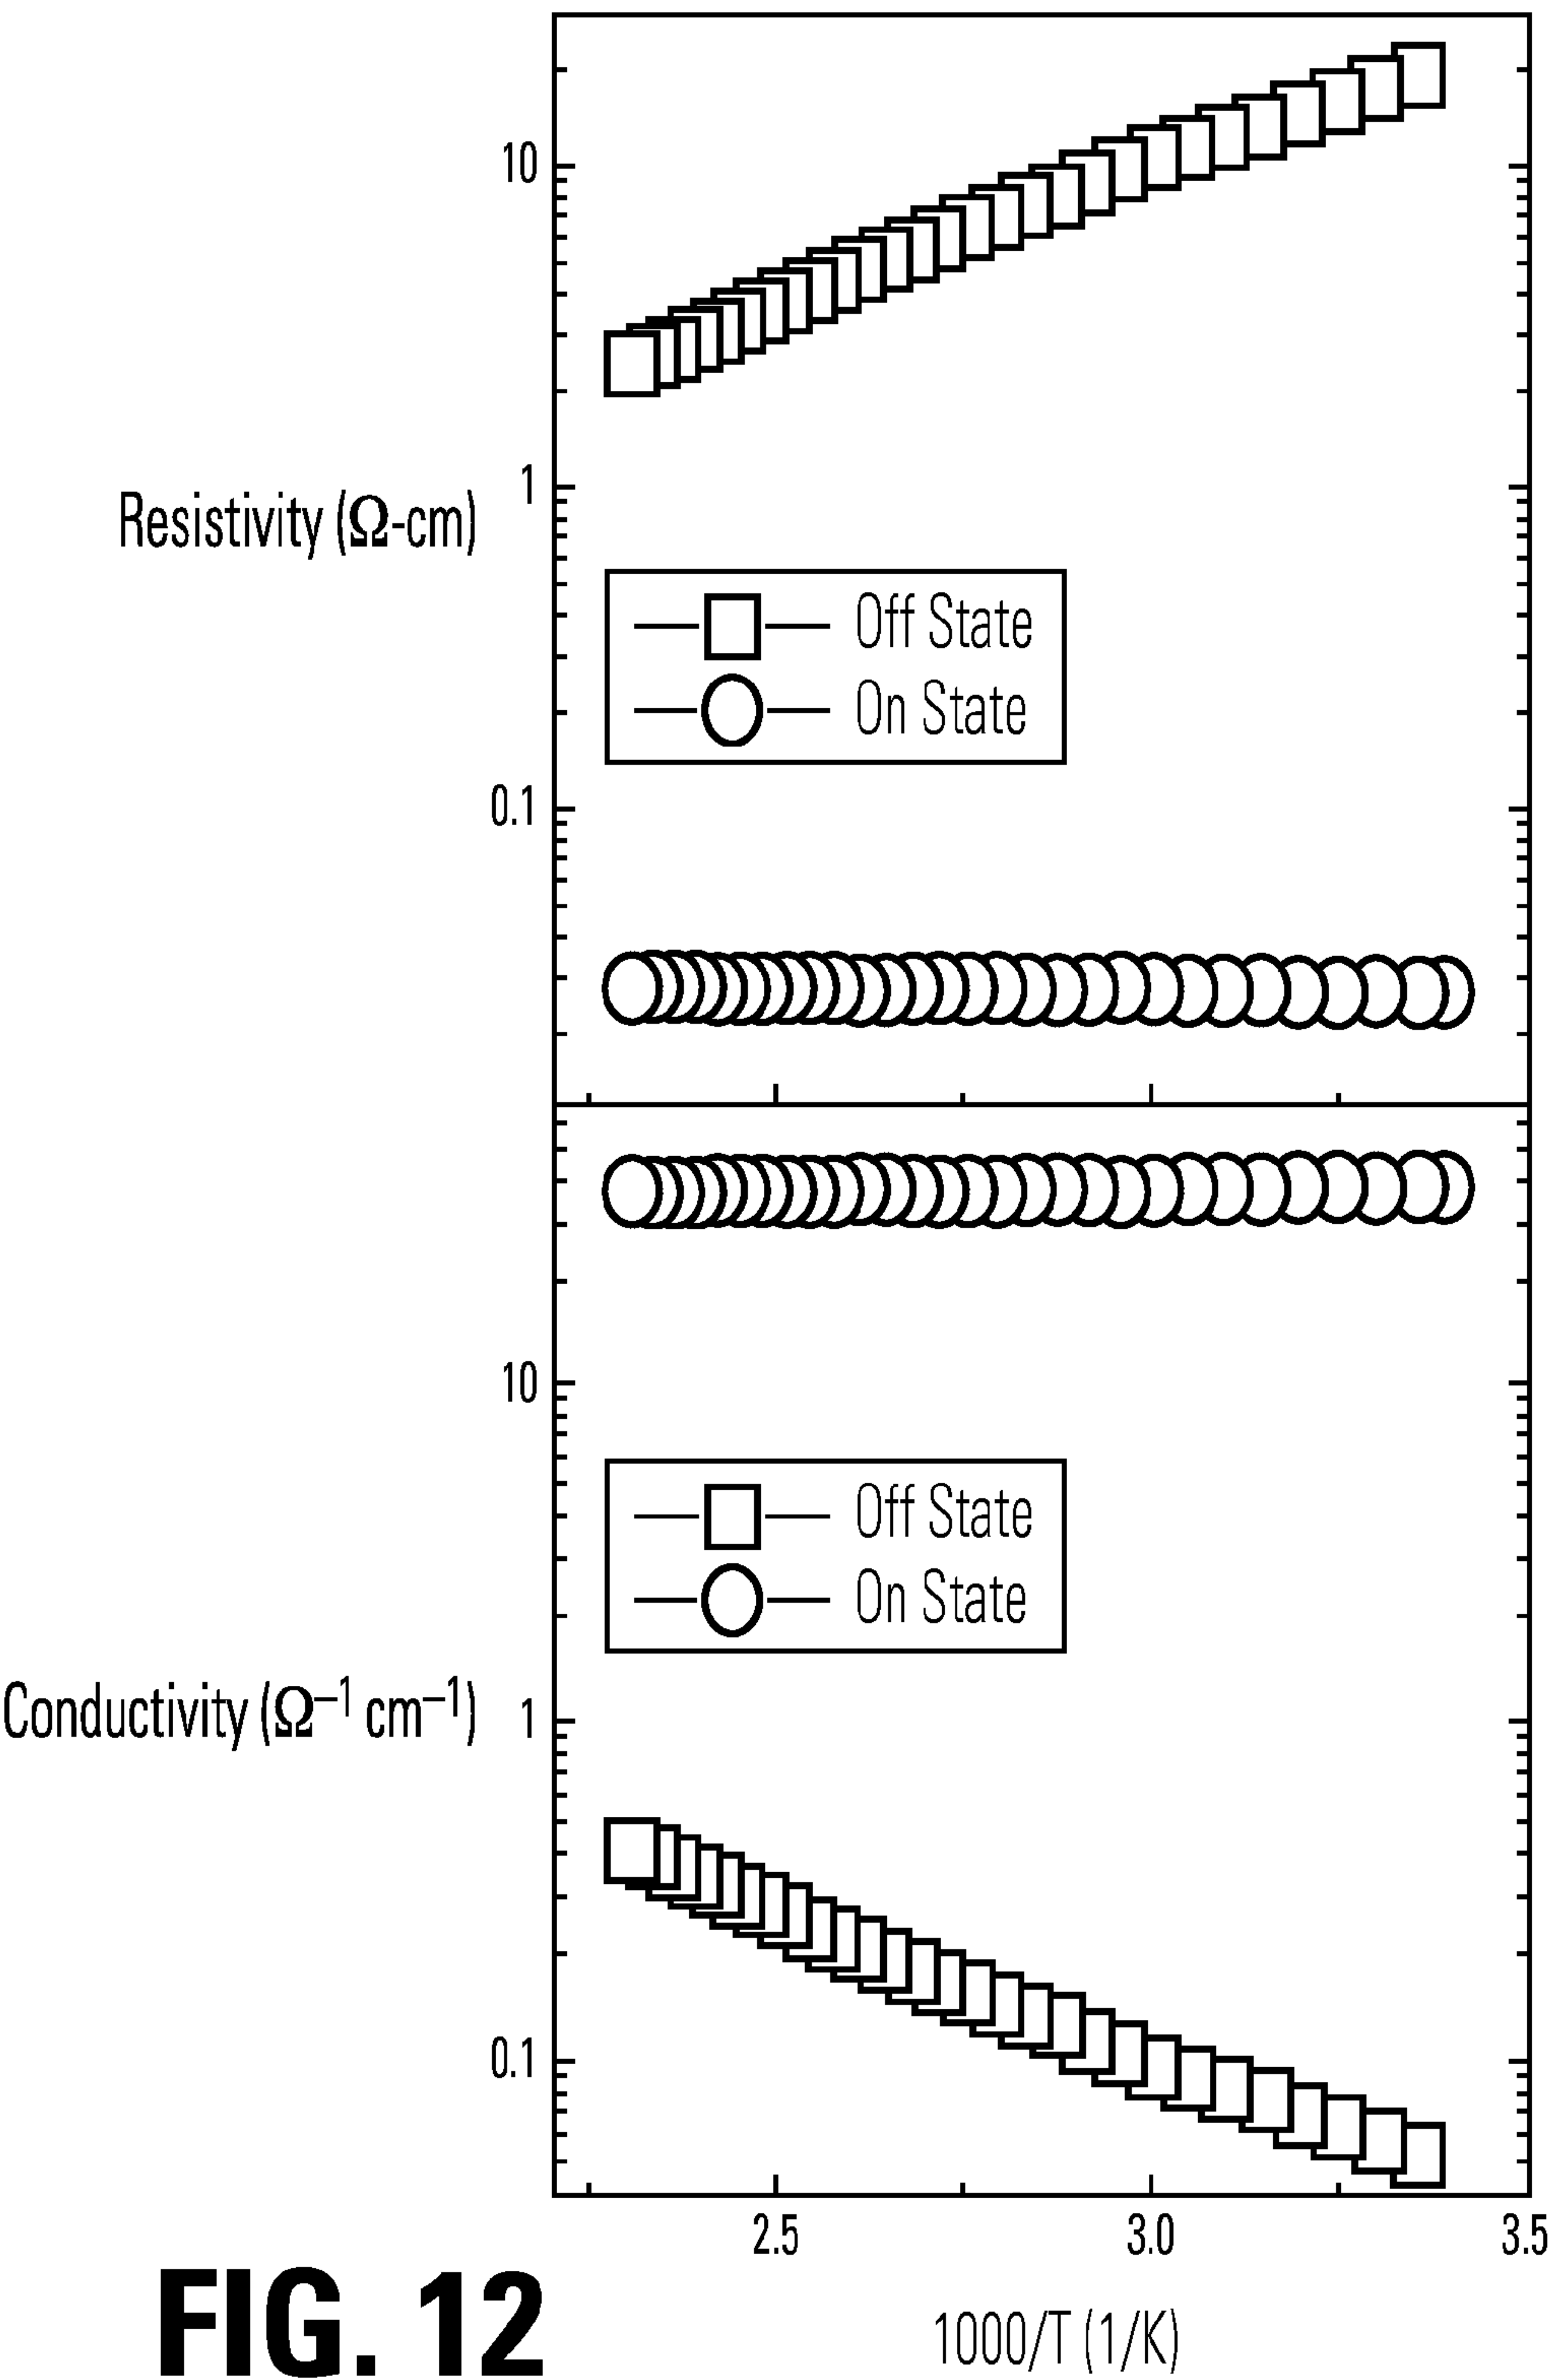 10
1
Resistivity (Ω-cm)
Off State
On State
0.1
10
Off State
On State
Conductivity (Ω⁻¹ cm⁻¹)
1
0.1
2.5 3.0 3.5
1000/T (1/K)
FIG. 12